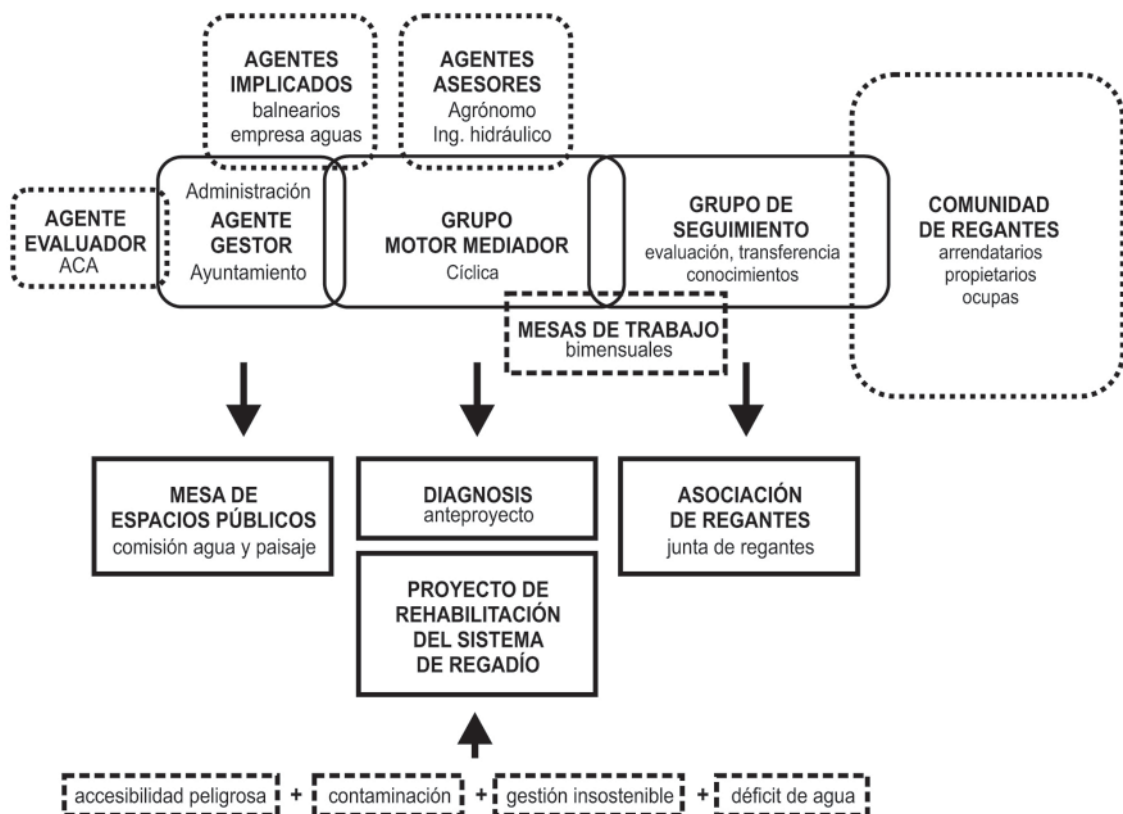 AGENTES
IMPLICADOS
balnearios
empresa aguas
AGENTES
ASESORES
Agrónomo
Ing. hidráulico
AGENTE
EVALUADOR
ACA
Administración
AGENTE
GESTOR
Ayuntamiento
GRUPO
MOTOR MEDIADOR
Cíclica
GRUPO DE
SEGUIMIENTO
evaluación, transferencia
conocimientos
COMUNIDAD
DE REGANTES
arrendatarios
propietarios
ocupas
MESAS DE TRABAJO
bimensuales
MESA DE
ESPACIOS PÚBLICOS
comisión agua y paisaje
DIAGNOSIS
anteproyecto
ASOCIACIÓN
DE REGANTES
junta de regantes
PROYECTO DE
REHABILITACIÓN
DEL SISTEMA
DE REGADÍO
accesibilidad peligrosa + contaminación + gestión insostenible + déficit de agua